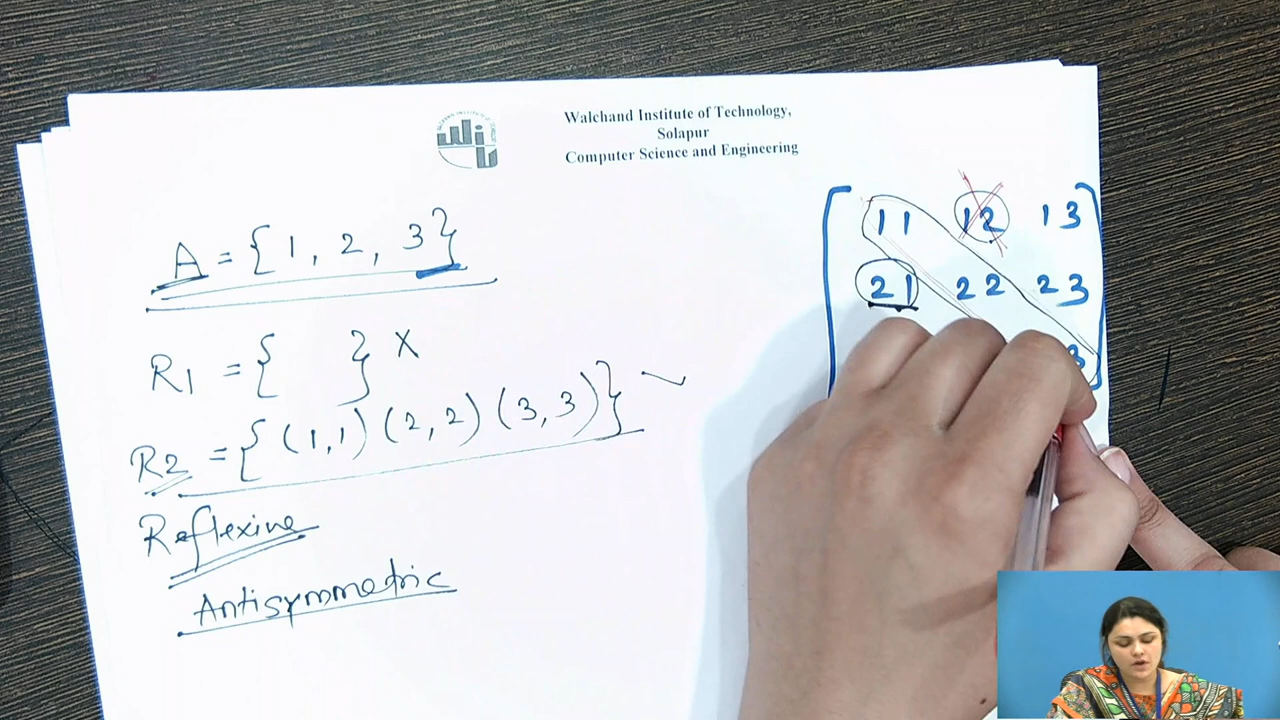 Walchand Institute of Technology,
Solapur
Computer Science and Engineering
A = {1, 2, 3}
R1 = { } X
R2 = {(1,1) (2,2) (3,3)}
Reflexive
Antisymmetric
11 12 13
21 22 23
3